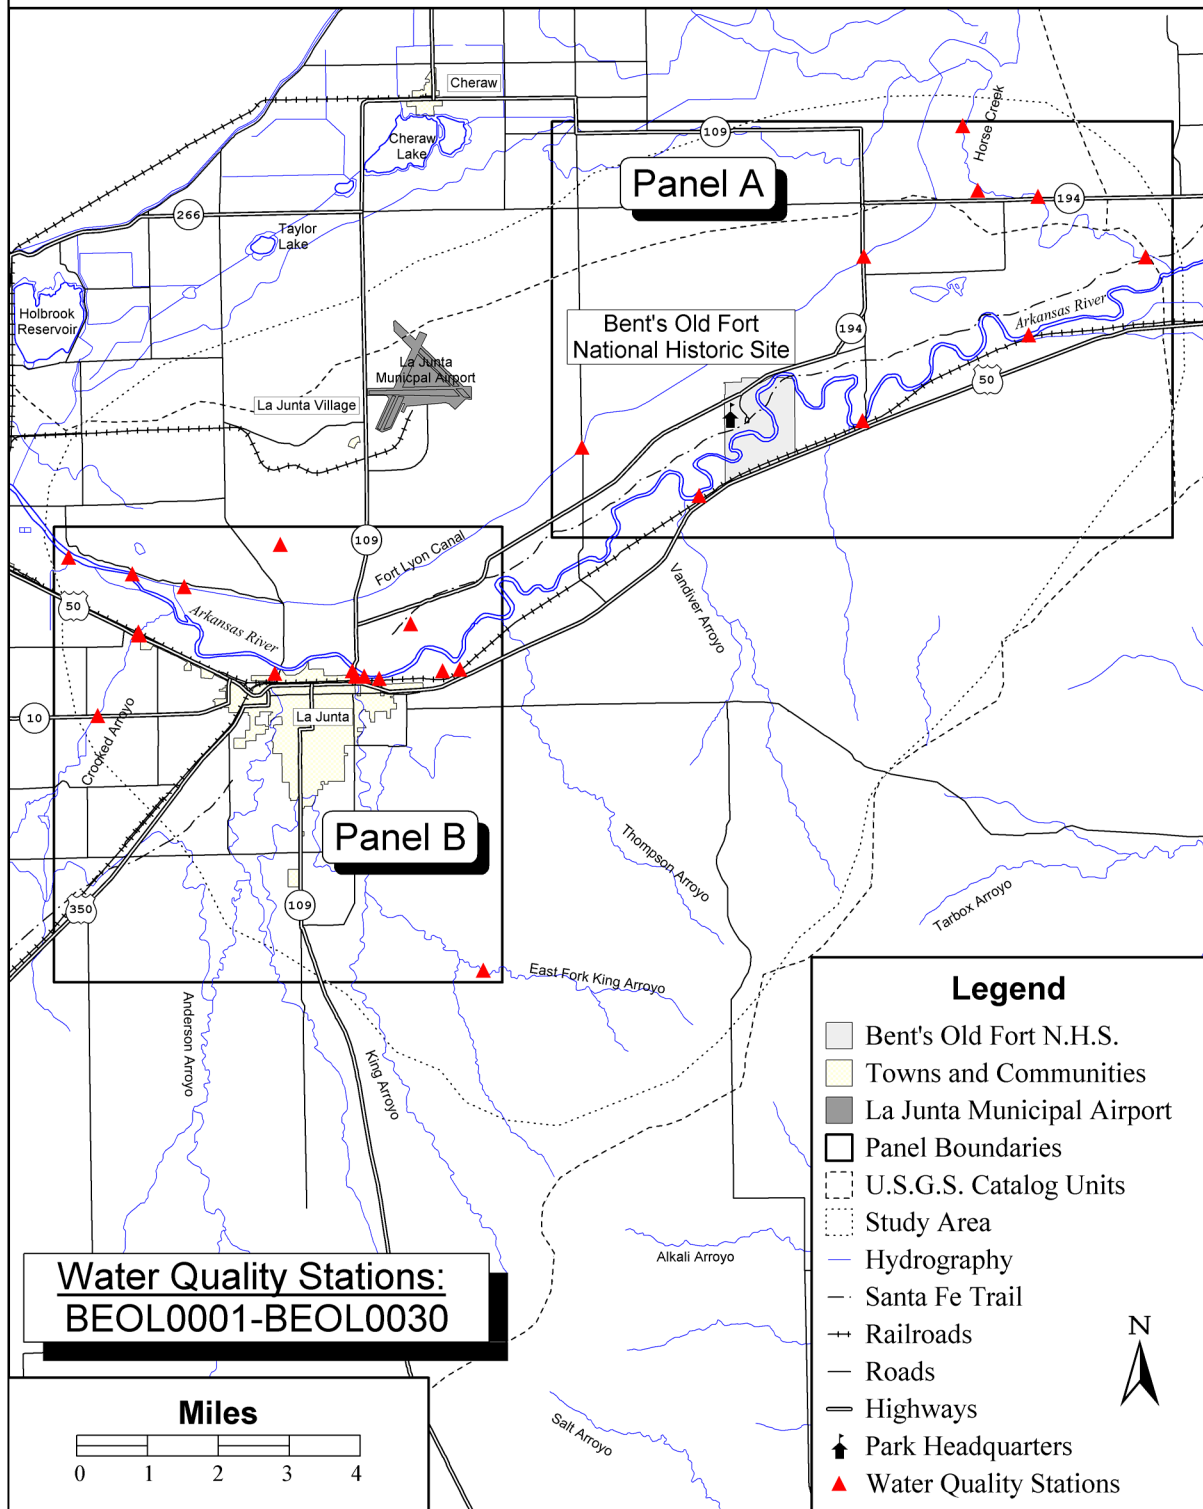 Cheraw
Cheraw
Lake
109
Horse Creek
Panel A
194
266
Taylor
Lake
Holbrook
Reservoir
Arkansas River
Bent's Old Fort
National Historic Site
194
La Junta
Municpal Airport
50
La Junta Village
109
Fort Lyon Canal
50
Arkansas River
Vandiver Arroyo
10
La Junta
Crooked Arroyo
Panel B
Thompson Arroyo
350
109
Tarbox Arroyo
East Fork King Arroyo
Anderson Arroyo
King Arroyo
Alkali Arroyo
Salt Arroyo
Water Quality Stations:
BEOL0001-BEOL0030
Miles
0 1 2 3 4
Legend
Bent's Old Fort N.H.S.
Towns and Communities
La Junta Municipal Airport
Panel Boundaries
U.S.G.S. Catalog Units
Study Area
Hydrography
Santa Fe Trail
Railroads
Roads
Highways
Park Headquarters
Water Quality Stations
N